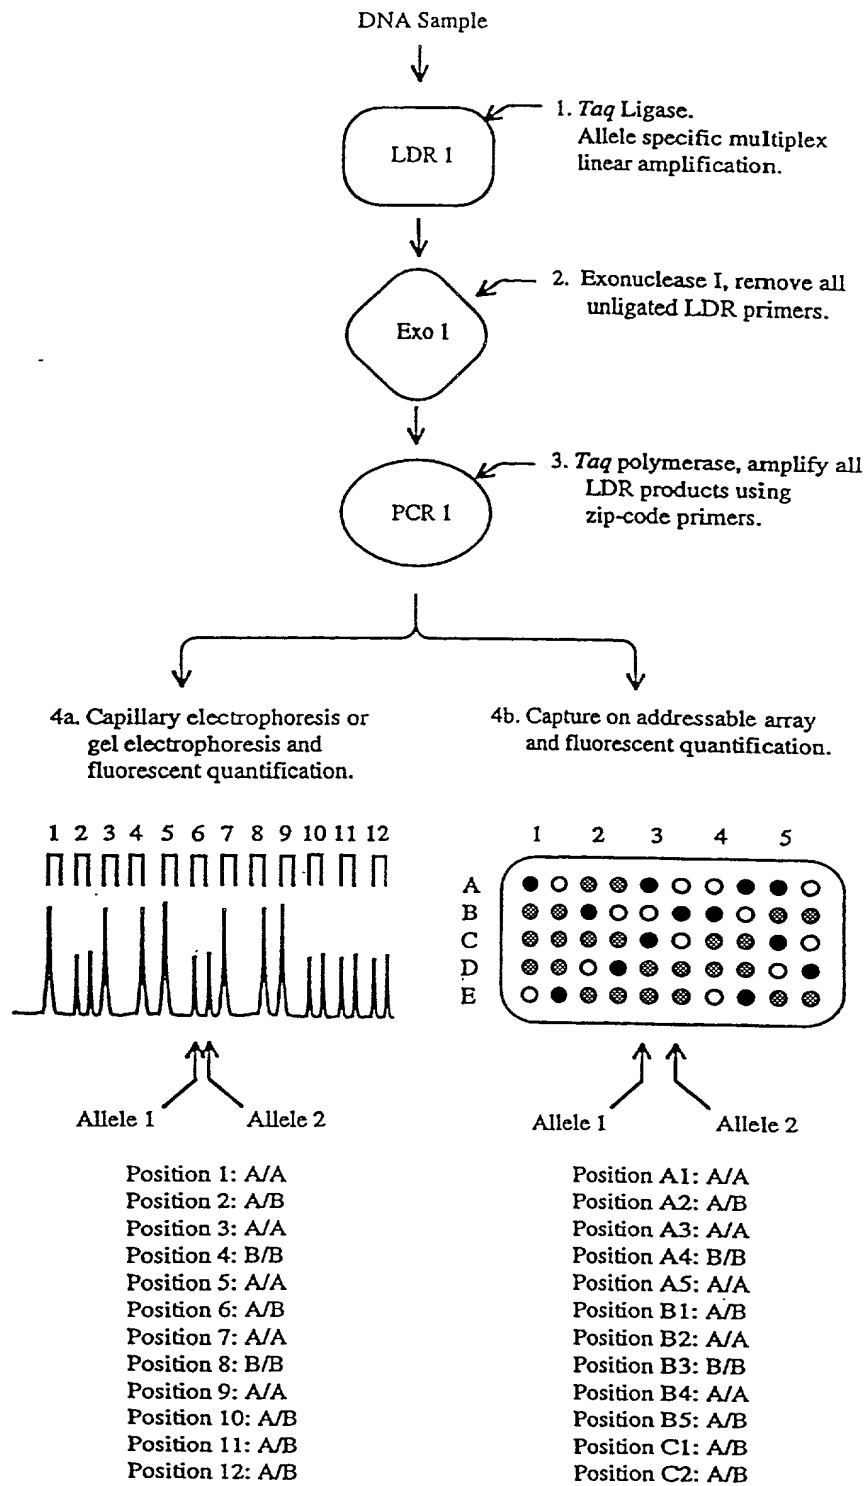 DNA Sample
LDR 1
1. Taq Ligase.
Allele specific multiplex
linear amplification.
Exo 1
2. Exonuclease I, remove all
unligated LDR primers.
PCR 1
3. Taq polymerase, amplify all
LDR products using
zip-code primers.
4a. Capillary electrophoresis or
gel electrophoresis and
fluorescent quantification.
1 2 3 4 5 6 7 8 9 10 11 12
Allele 1 Allele 2
Position 1: A/A
Position 2: A/B
Position 3: A/A
Position 4: B/B
Position 5: A/A
Position 6: A/B
Position 7: A/A
Position 8: B/B
Position 9: A/A
Position 10: A/B
Position 11: A/B
Position 12: A/B
4b. Capture on addressable array
and fluorescent quantification.
1 2 3 4 5
A
B
C
D
E
Allele 1 Allele 2
Position A1: A/A
Position A2: A/B
Position A3: A/A
Position A4: B/B
Position A5: A/A
Position B1: A/B
Position B2: A/A
Position B3: B/B
Position B4: A/A
Position B5: A/B
Position C1: A/B
Position C2: A/B